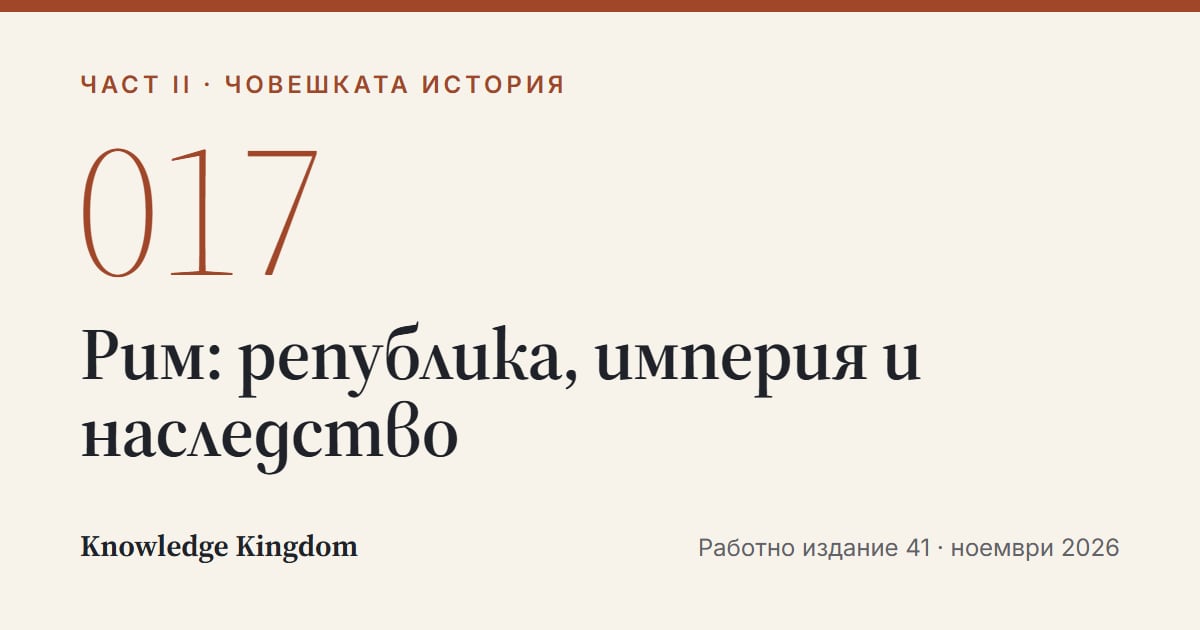 ЧАСТ II · ЧОВЕШКАТА ИСТОРИЯ
017
Рим: република, империя и
наследство
Knowledge Kingdom
Работно издание 41 · ноември 2026